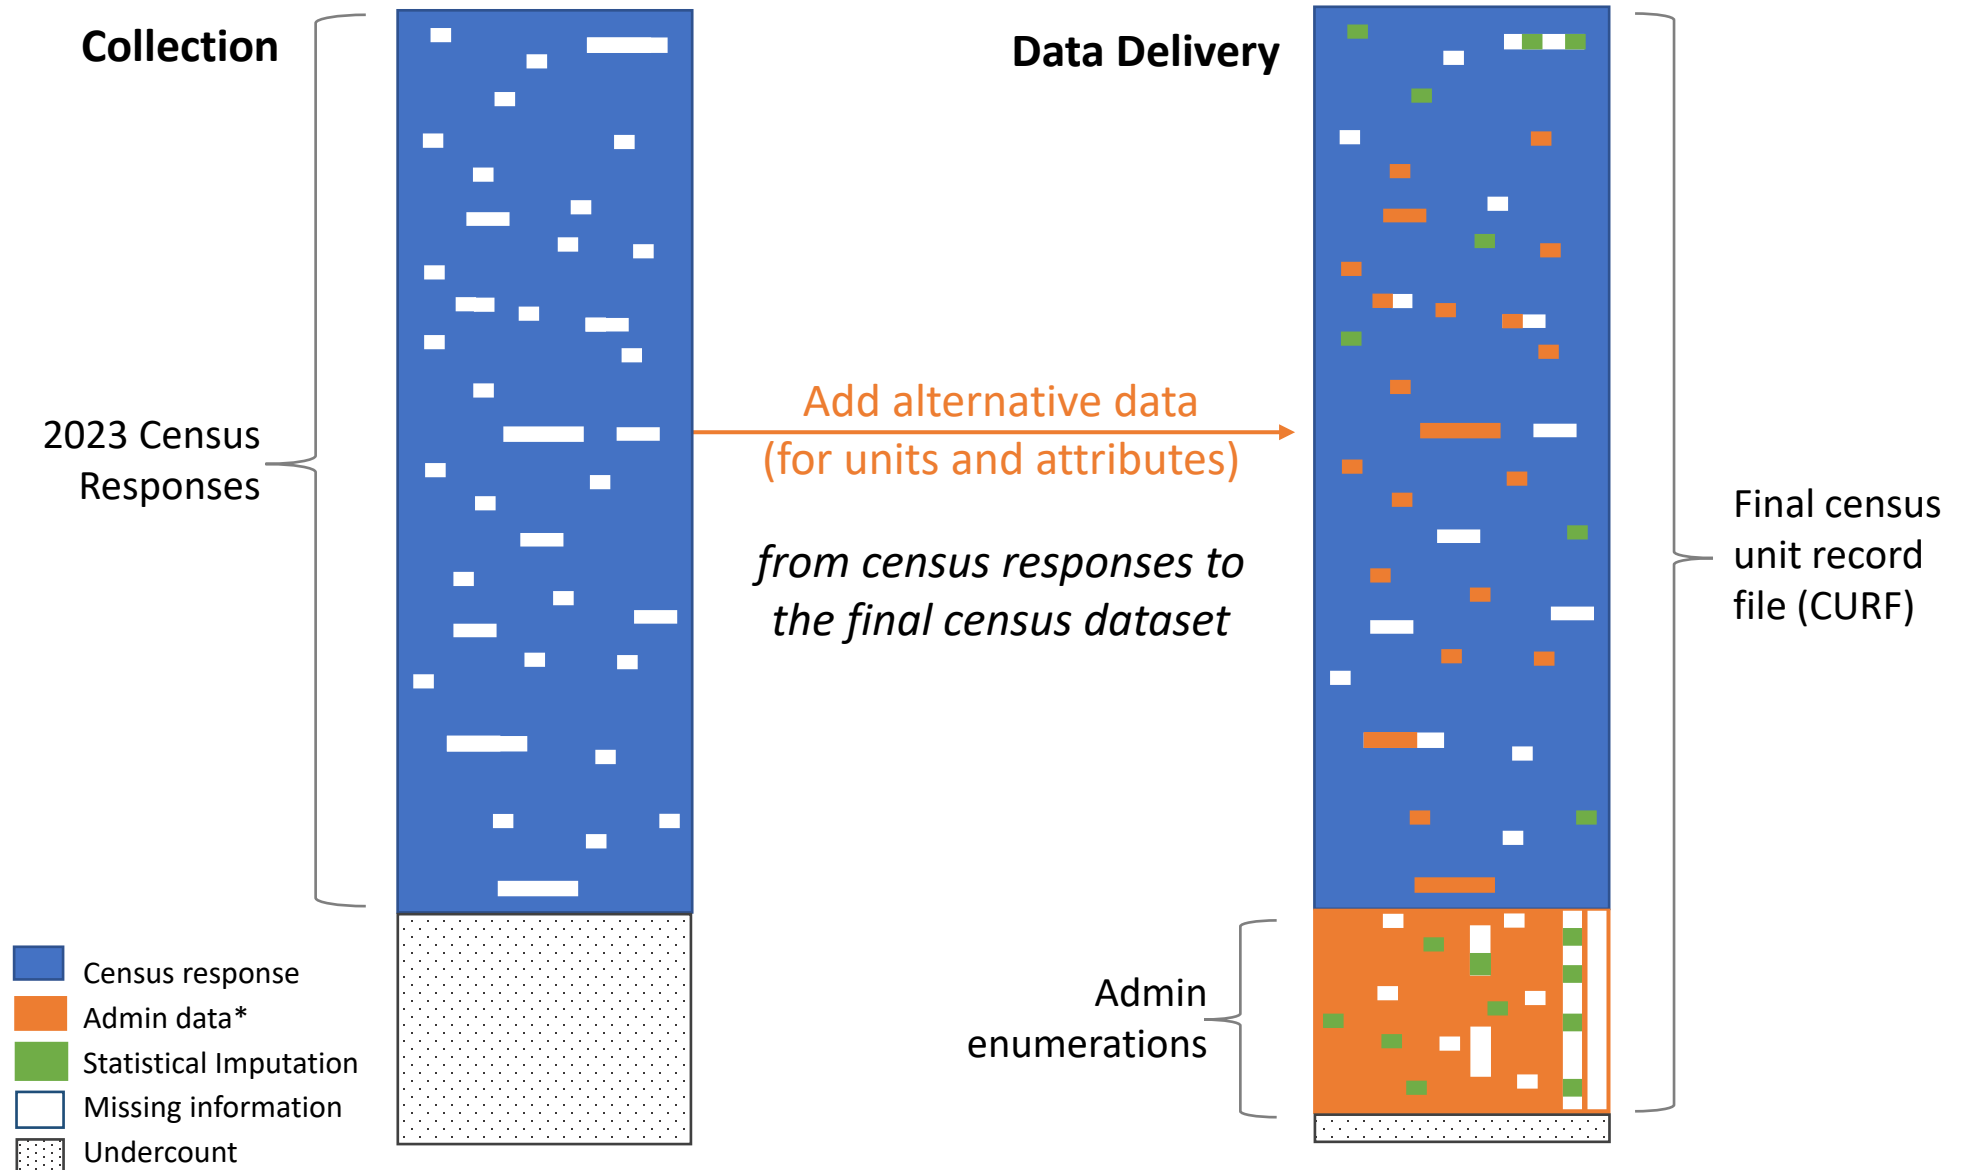 Collection
Data Delivery
2023 Census
Responses
Add alternative data
(for units and attributes)
from census responses to
the final census dataset
Final census
unit record
file (CURF)
Admin
enumerations
Census response
Admin data*
Statistical Imputation
Missing information
Undercount